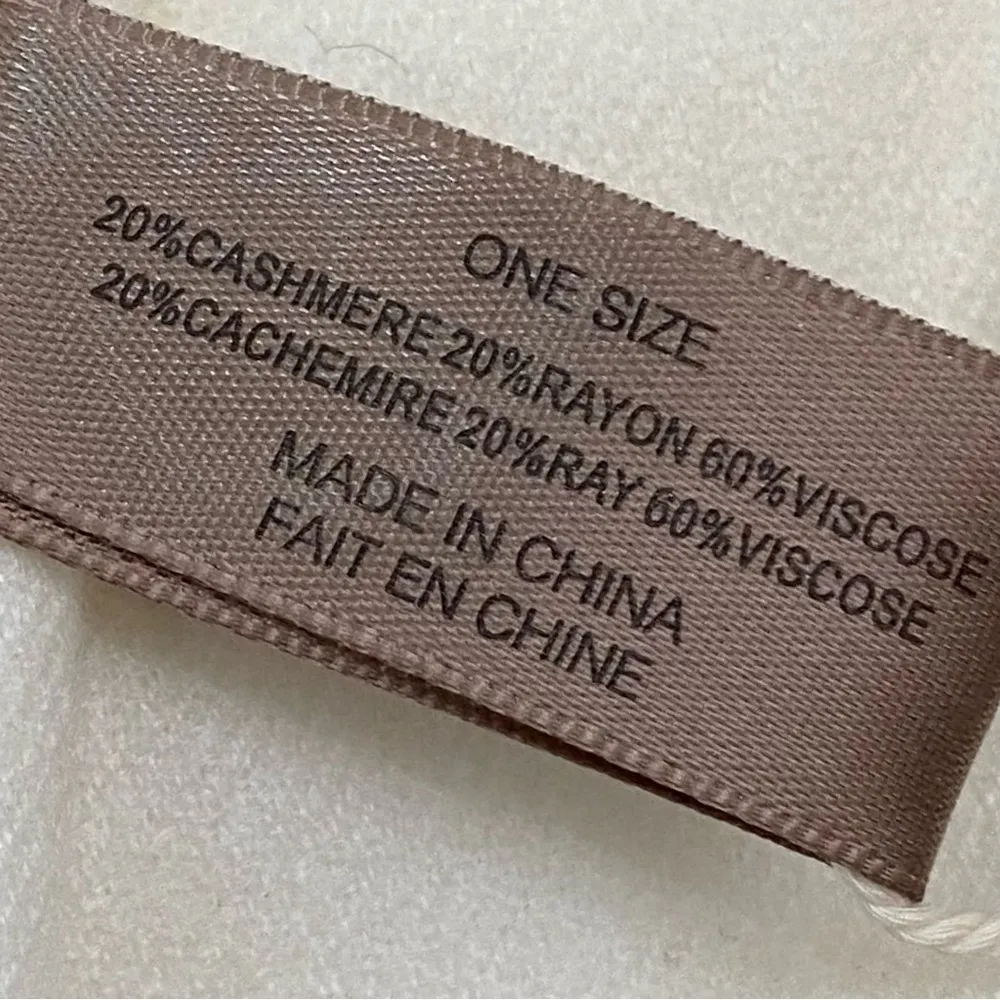 ONE SIZE
20%CASHMERE 20%RAYON 60%VISCOSE
20%CACHEMIRE 20%RAY 60%VISCOSE
MADE IN CHINA
FAIT EN CHINE